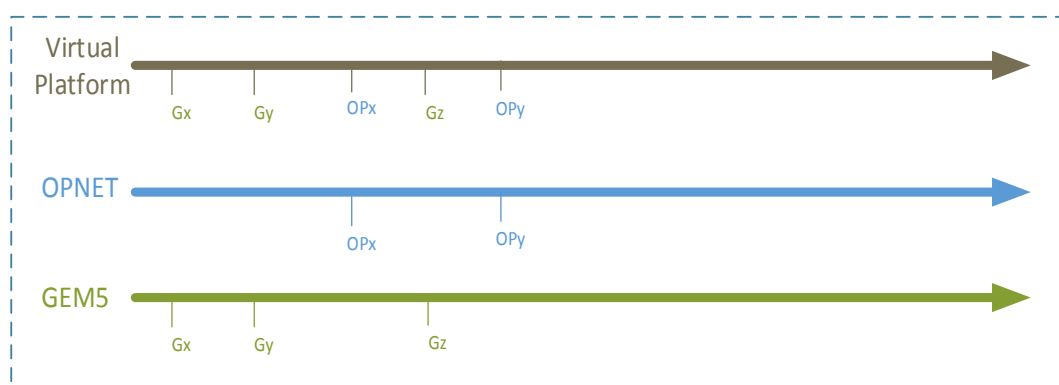 Virtual
Platform
Gx Gy OPx Gz OPy
OPNET
OPx OPy
GEM5
Gx Gy Gz